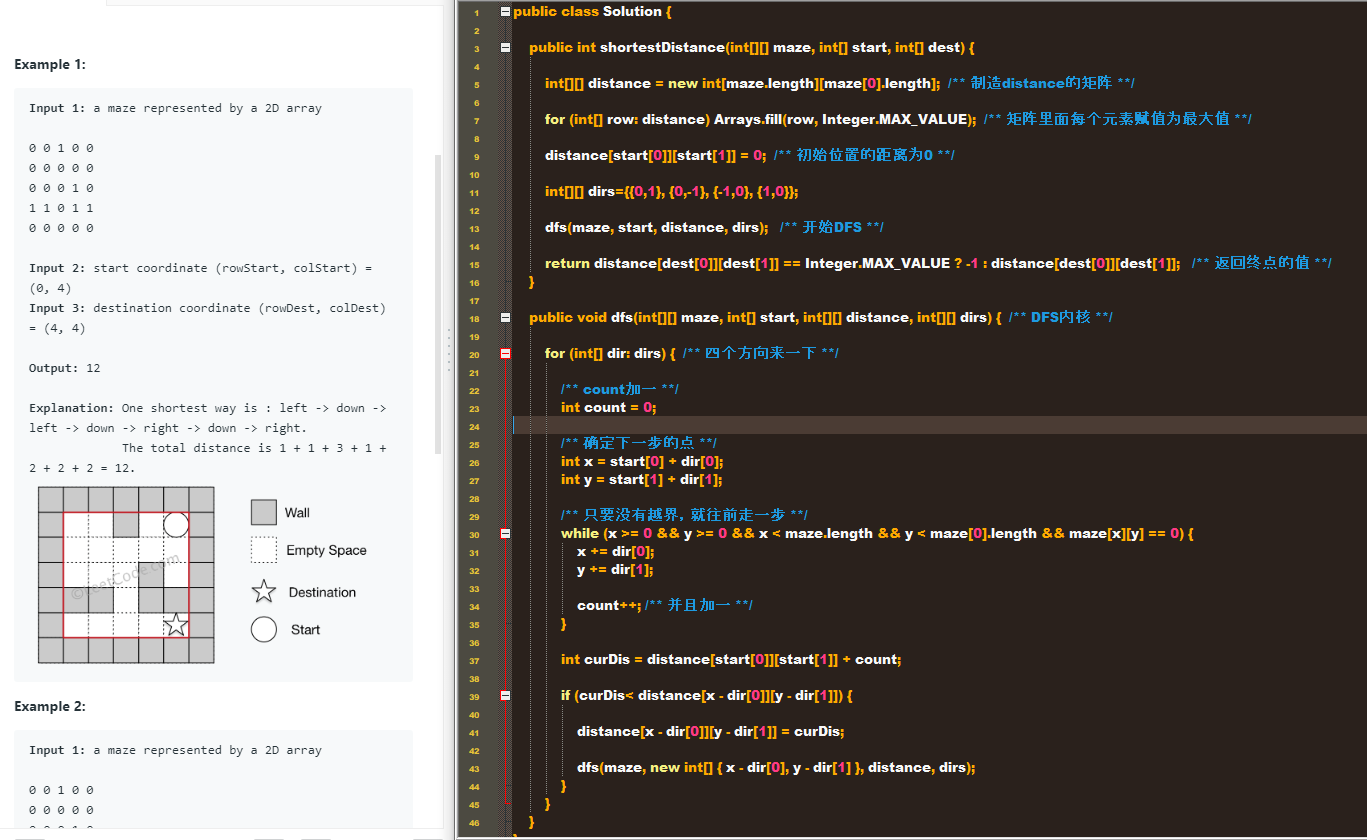 Example 1:
Input 1: a maze represented by a 2D array
0 0 1 0 0
0 0 0 0 0
0 0 0 1 0
1 1 0 1 1
0 0 0 0 0
Input 2: start coordinate (rowStart, colStart) =
(0, 4)
Input 3: destination coordinate (rowDest, colDest)
= (4, 4)
Output: 12
Explanation: One shortest way is : left -> down ->
left -> down -> right -> down -> right.
The total distance is 1 + 1 + 3 + 1 +
2 + 2 + 2 = 12.
Wall
Empty Space
Destination
Start
©LeetCode.com
Example 2:
Input 1: a maze represented by a 2D array
0 0 1 0 0
0 0 0 0 0
1 public class Solution {
2
3 public int shortestDistance(int[][] maze, int[] start, int[] dest) {
4
5 int[][] distance = new int[maze.length][maze[0].length]; /** 制造distance的矩阵 **/
6
7 for (int[] row: distance) Arrays.fill(row, Integer.MAX_VALUE); /** 矩阵里面每个元素赋值为最大值 **/
8
9 distance[start[0]][start[1]] = 0; /** 初始位置的距离为0 **/
10
11 int[][] dirs={{0,1}, {0,-1}, {-1,0}, {1,0}};
12
13 dfs(maze, start, distance, dirs); /** 开始DFS **/
14
15 return distance[dest[0]][dest[1]] == Integer.MAX_VALUE ? -1 : distance[dest[0]][dest[1]]; /** 返回终点的值 **/
16 }
17
18 public void dfs(int[][] maze, int[] start, int[][] distance, int[][] dirs) { /** DFS内核 **/
19
20 for (int[] dir: dirs) { /** 四个方向来一下 **/
21
22 /** count加一 **/
23 int count = 0;
24
25 /** 确定下一步的点 **/
26 int x = start[0] + dir[0];
27 int y = start[1] + dir[1];
28
29 /** 只要没有越界, 就往前走一步 **/
30 while (x >= 0 && y >= 0 && x < maze.length && y < maze[0].length && maze[x][y] == 0) {
31 x += dir[0];
32 y += dir[1];
33
34 count++; /** 并且加一 **/
35 }
36
37 int curDis = distance[start[0]][start[1]] + count;
38
39 if (curDis< distance[x - dir[0]][y - dir[1]]) {
40
41 distance[x - dir[0]][y - dir[1]] = curDis;
42
43 dfs(maze, new int[] { x - dir[0], y - dir[1] }, distance, dirs);
44 }
45 }
46 }